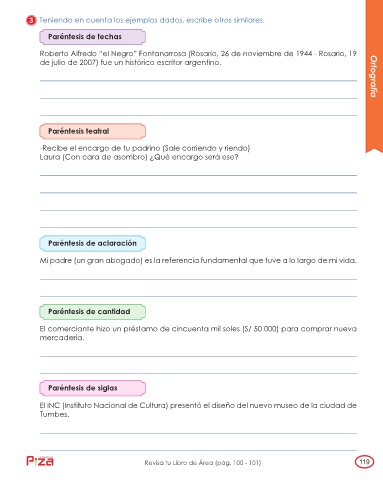 3 Teniendo en cuenta los ejemplos dados, escribe otros similares.
Paréntesis de fechas
Roberto Alfredo “el Negro” Fontanarrosa (Rosario, 26 de noviembre de 1944 - Rosario, 19
de julio de 2007) fue un histórico escritor argentino.
Ortografía
Paréntesis teatral
-Recibe el encargo de tu padrino (Sale corriendo y riendo)
Laura (Con cara de asombro) ¿Qué encargo será ese?
Paréntesis de aclaración
Mi padre (un gran abogado) es la referencia fundamental que tuve a lo largo de mi vida.
Paréntesis de cantidad
El comerciante hizo un préstamo de cincuenta mil soles (S/ 50 000) para comprar nueva
mercadería.
Paréntesis de siglas
El INC (Instituto Nacional de Cultura) presentó el diseño del nuevo museo de la ciudad de
Tumbes.
Revisa tu Libro de Área (pág. 100 - 101)
119